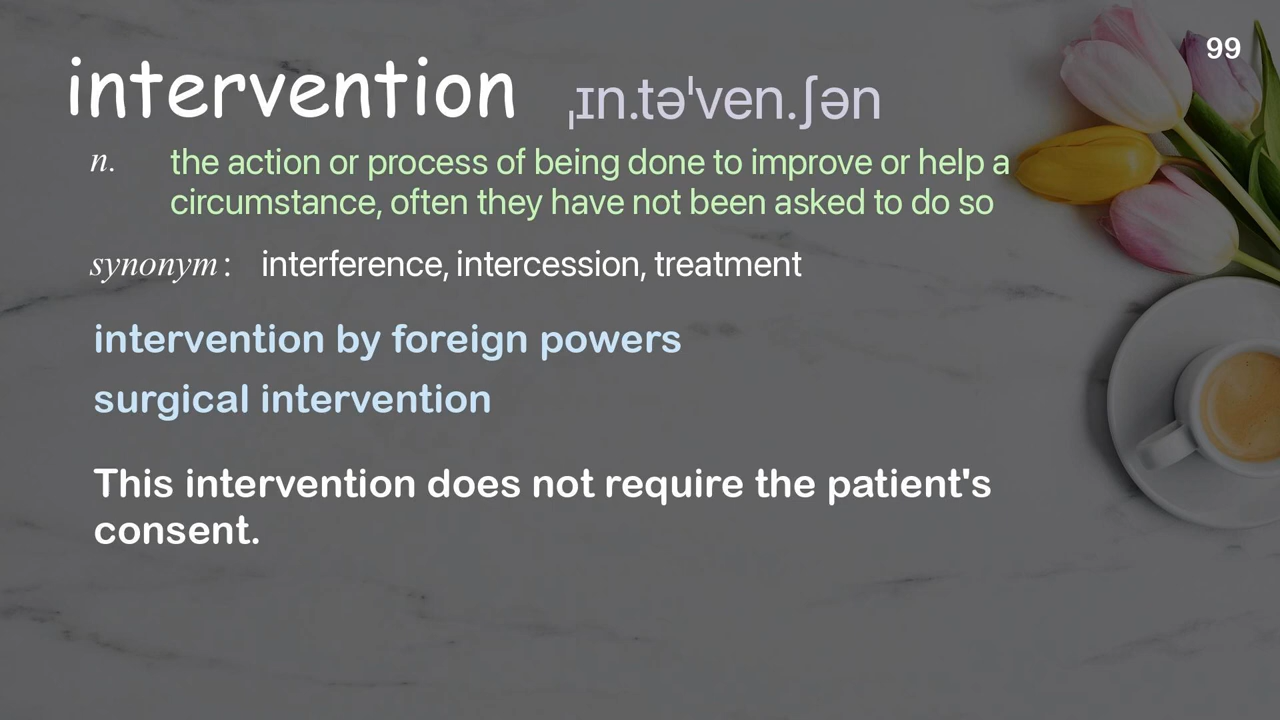 99
intervention ˌɪn.təˈven.ʃən
n. the action or process of being done to improve or help a
circumstance, often they have not been asked to do so
synonym : interference, intercession, treatment
intervention by foreign powers
surgical intervention
This intervention does not require the patient's
consent.